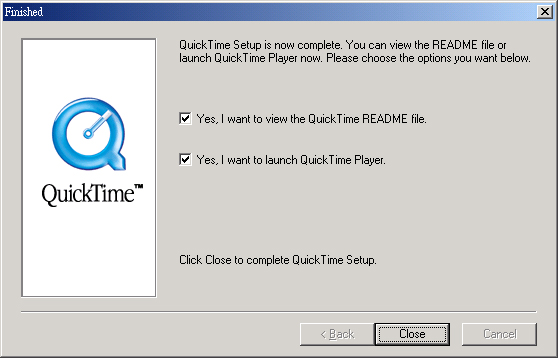 Finished
QuickTime Setup is now complete. You can view the README file or
launch QuickTime Player now. Please choose the options you want below.
Yes, I want to view the QuickTime README file.
Yes, I want to launch QuickTime Player.
QuickTime™
Click Close to complete QuickTime Setup.
< Back
Close
Cancel